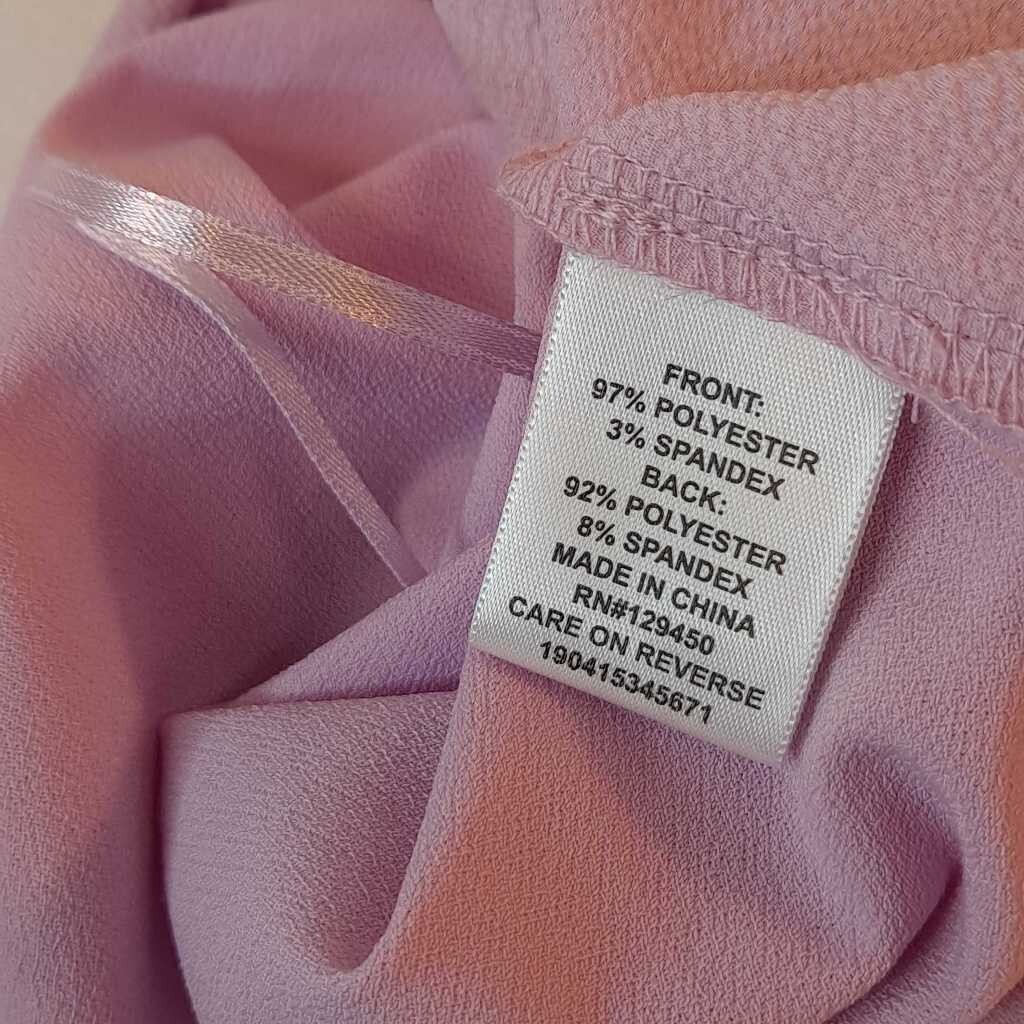 FRONT:
97% POLYESTER
3% SPANDEX
BACK:
92% POLYESTER
8% SPANDEX
MADE IN CHINA
RN#129450
CARE ON REVERSE
190415345671